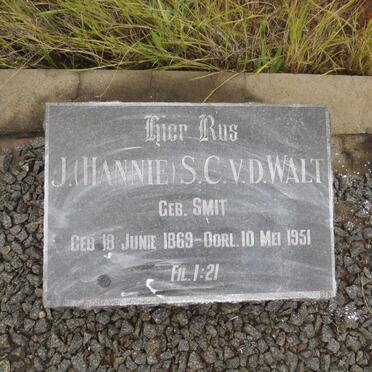 Hier Rus
J.(HANNIE) S.C. V.D. WALT
GEB. SMIT
GEB. 18 JUNIE 1869 - OORL. 10 MEI 1951
FIL. 1:21